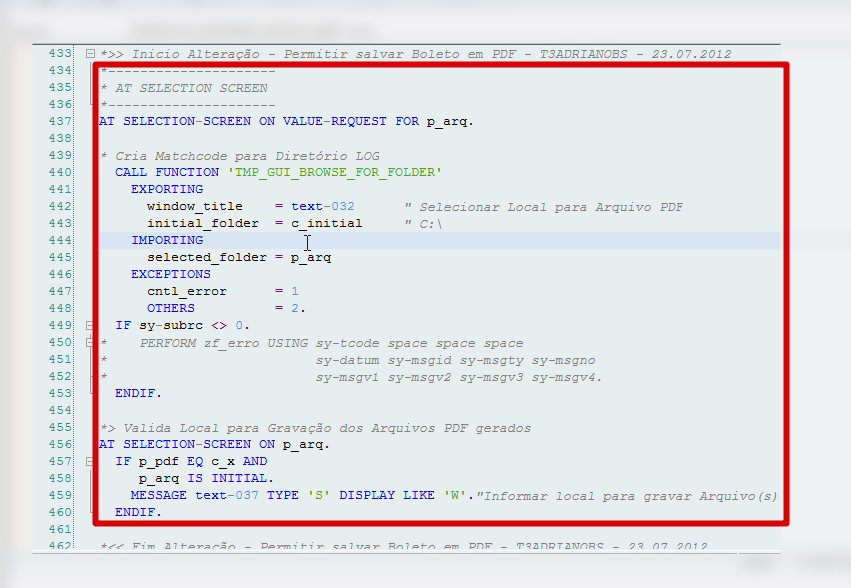 433 *>> Inicio Alteração - Permitir salvar Boleto em PDF - T3ADRIANOBS - 23.07.2012
434 *---------------------
435 * AT SELECTION SCREEN
436 *---------------------
437 AT SELECTION-SCREEN ON VALUE-REQUEST FOR p_arq.
438
439 * Cria Matchcode para Diretório LOG
440 CALL FUNCTION 'TMP_GUI_BROWSE_FOR_FOLDER'
441 EXPORTING
442 window_title = text-032 " Selecionar Local para Arquivo PDF
443 initial_folder = c_initial " C:\
444 IMPORTING
445 selected_folder = p_arq
446 EXCEPTIONS
447 cntl_error = 1
448 OTHERS = 2.
449 IF sy-subrc <> 0.
450 * PERFORM zf_erro USING sy-tcode space space space
451 * sy-datum sy-msgid sy-msgty sy-msgno
452 * sy-msgv1 sy-msgv2 sy-msgv3 sy-msgv4.
453 ENDIF.
454
455 *> Valida Local para Gravação dos Arquivos PDF gerados
456 AT SELECTION-SCREEN ON p_arq.
457 IF p_pdf EQ c_x AND
458 p_arq IS INITIAL.
459 MESSAGE text-037 TYPE 'S' DISPLAY LIKE 'W'."Informar local para gravar Arquivo(s)
460 ENDIF.
461
462 *<< Fim Alteração - Permitir salvar Boleto em PDF - T3ADRIANOBS - 23.07.2012